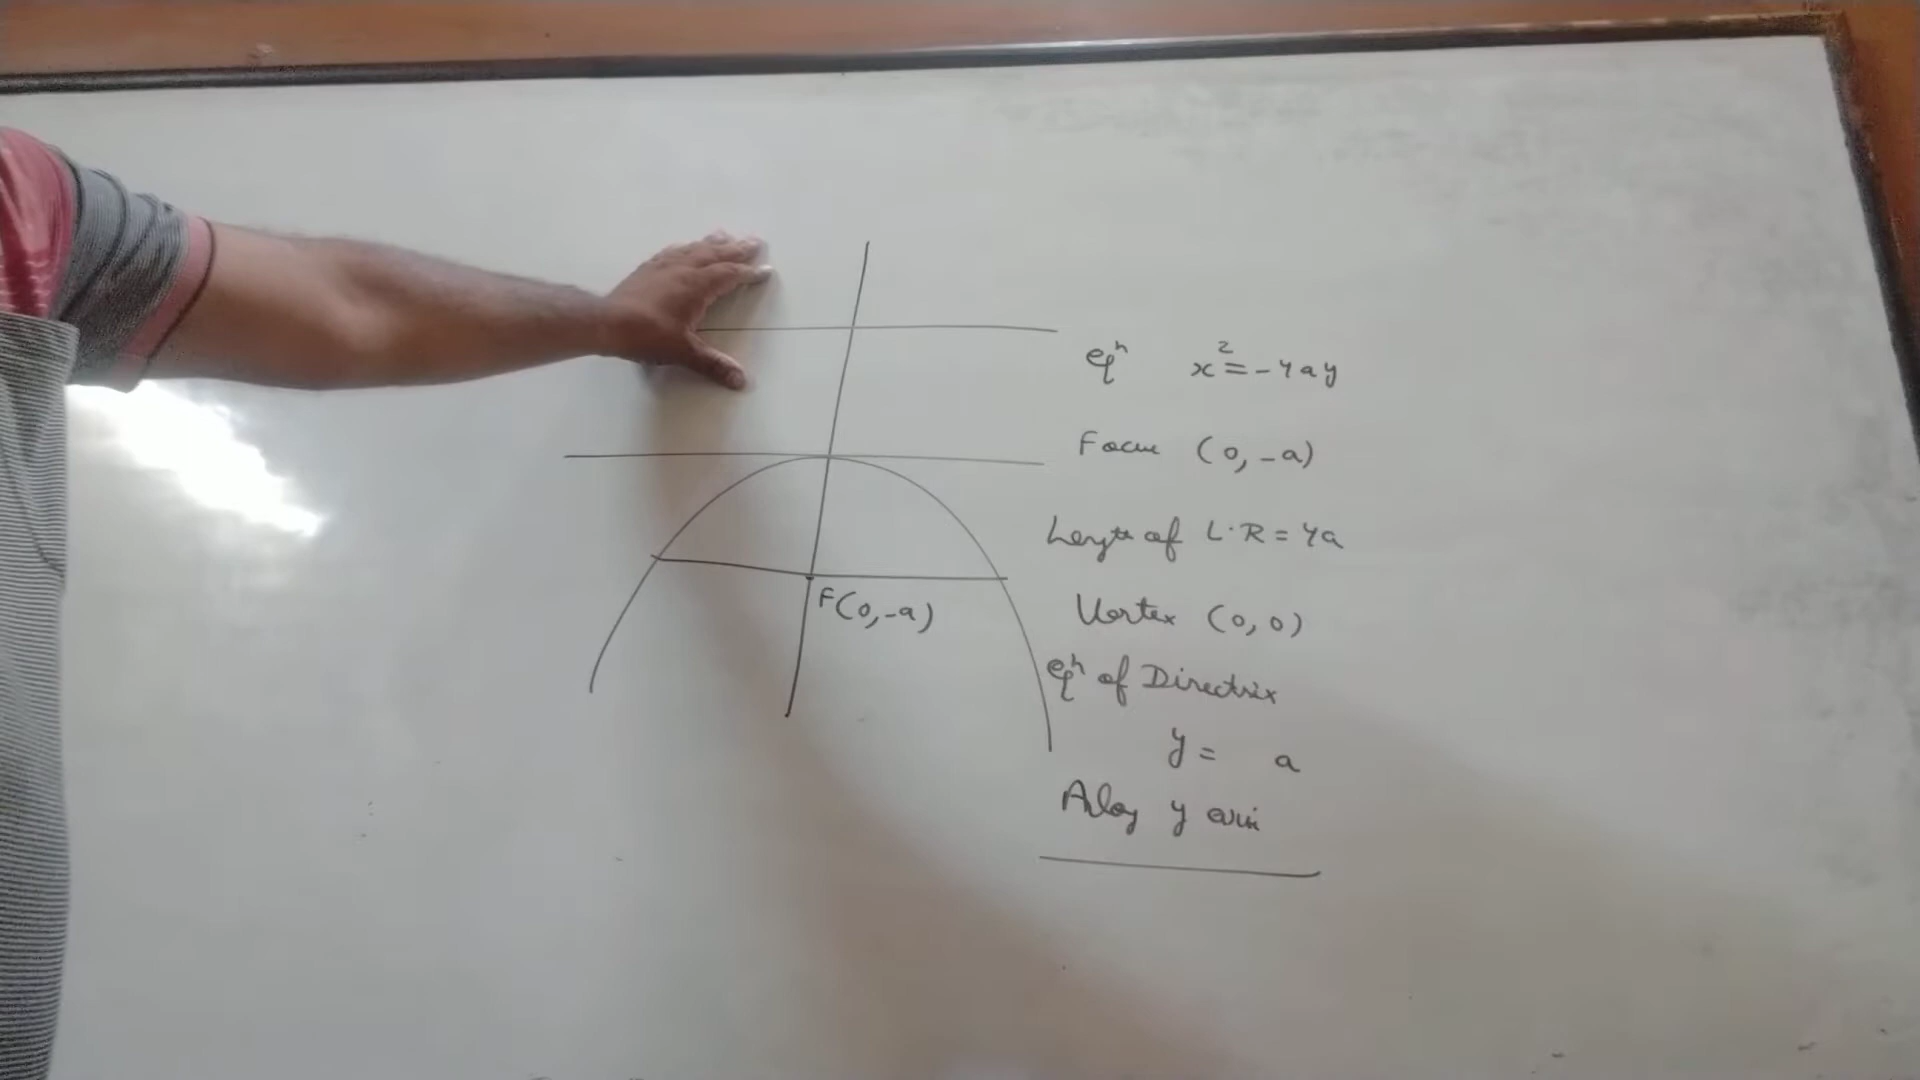 eqⁿ x² = -4ay
Focus (0, -a)
Length of L.R = 4a
F(0, -a)
Vertex (0, 0)
eqⁿ of Directrix
y = a
Along y axis